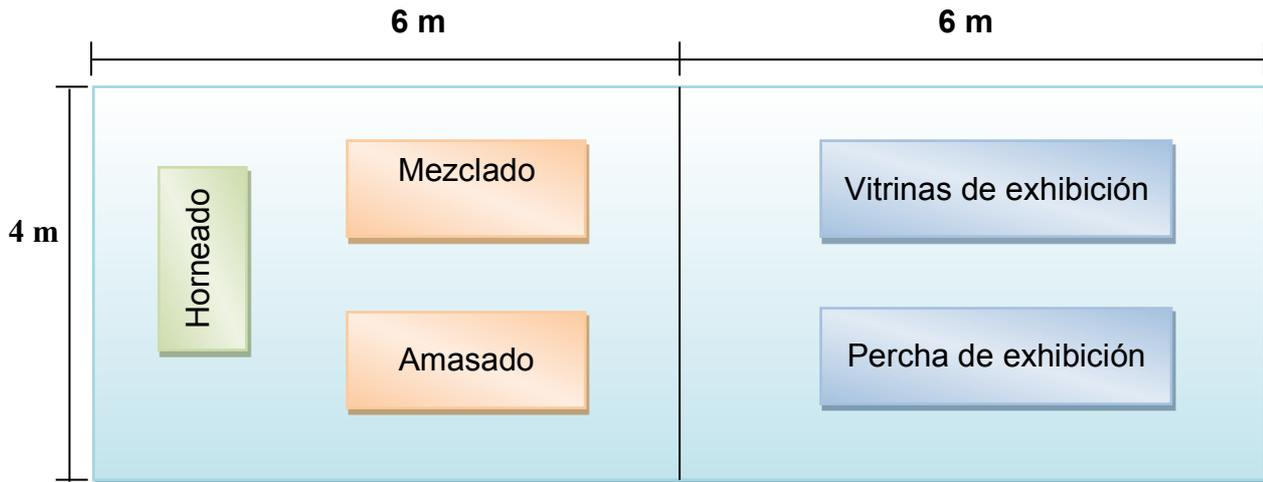 6 m
6 m
4 m
Horneado
Mezclado
Amasado
Vitrinas de exhibición
Percha de exhibición